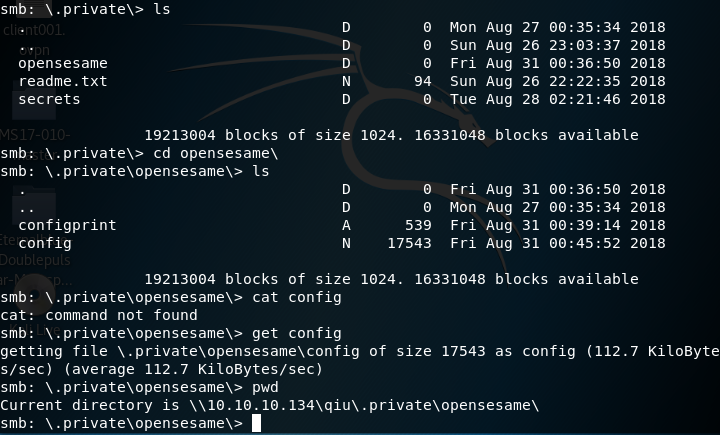 smb: \.private\> ls
  .                                   D        0  Mon Aug 27 00:35:34 2018
  ..                                  D        0  Sun Aug 26 23:03:37 2018
  opensesame                          D        0  Fri Aug 31 00:36:50 2018
  readme.txt                          N       94  Sun Aug 26 22:22:35 2018
  secrets                             D        0  Tue Aug 28 02:21:46 2018

                19213004 blocks of size 1024. 16331048 blocks available
smb: \.private\> cd opensesame\
smb: \.private\opensesame\> ls
  .                                   D        0  Fri Aug 31 00:36:50 2018
  ..                                  D        0  Mon Aug 27 00:35:34 2018
  configprint                         A      539  Fri Aug 31 00:39:14 2018
  config                              N    17543  Fri Aug 31 00:45:52 2018

                19213004 blocks of size 1024. 16331048 blocks available
smb: \.private\opensesame\> cat config
cat: command not found
smb: \.private\opensesame\> get config
getting file \.private\opensesame\config of size 17543 as config (112.7 KiloByte
s/sec) (average 112.7 KiloBytes/sec)
smb: \.private\opensesame\> pwd
Current directory is \\10.10.10.134\qiu\.private\opensesame\
smb: \.private\opensesame\>
client001.
ovpn
MS17-010-
Doublepuls